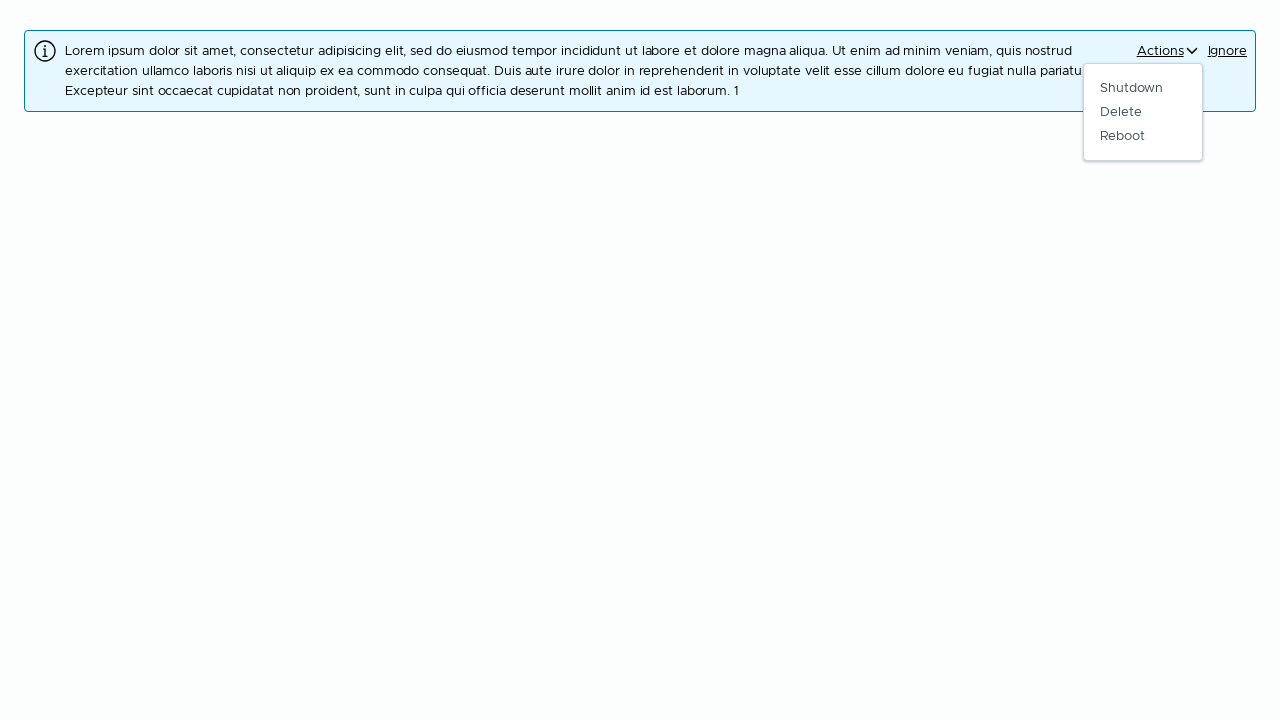 Lorem ipsum dolor sit amet, consectetur adipisicing elit, sed do eiusmod tempor incididunt ut labore et dolore magna aliqua. Ut enim ad minim veniam, quis nostrud
exercitation ullamco laboris nisi ut aliquip ex ea commodo consequat. Duis aute irure dolor in reprehenderit in voluptate velit esse cillum dolore eu fugiat nulla
Excepteur sint occaecat cupidatat non proident, sunt in culpa qui officia deserunt mollit anim id est laborum. 1
Actions Ignore
Shutdown
Delete
Reboot